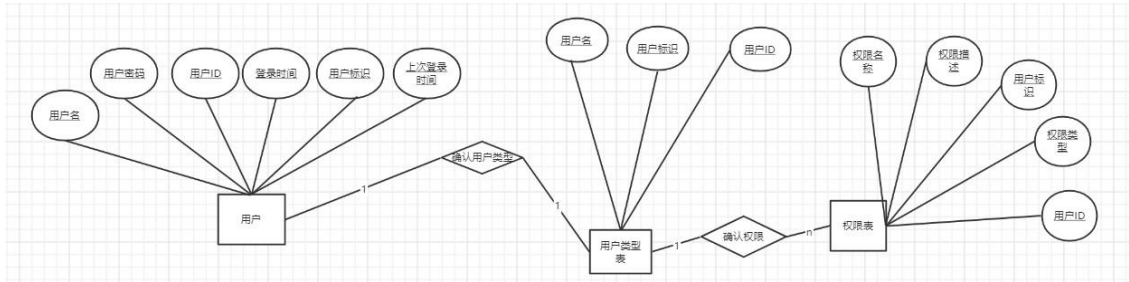 用户名
用户密码
用户ID
登录时间
用户标识
上次登录
时间
用户名
用户标识
用户ID
权限名
称
权限描
述
用户标
识
权限类
型
用户ID
用户
1
确认用户类型
1
用户类型
表
1
确认权限
n
权限表